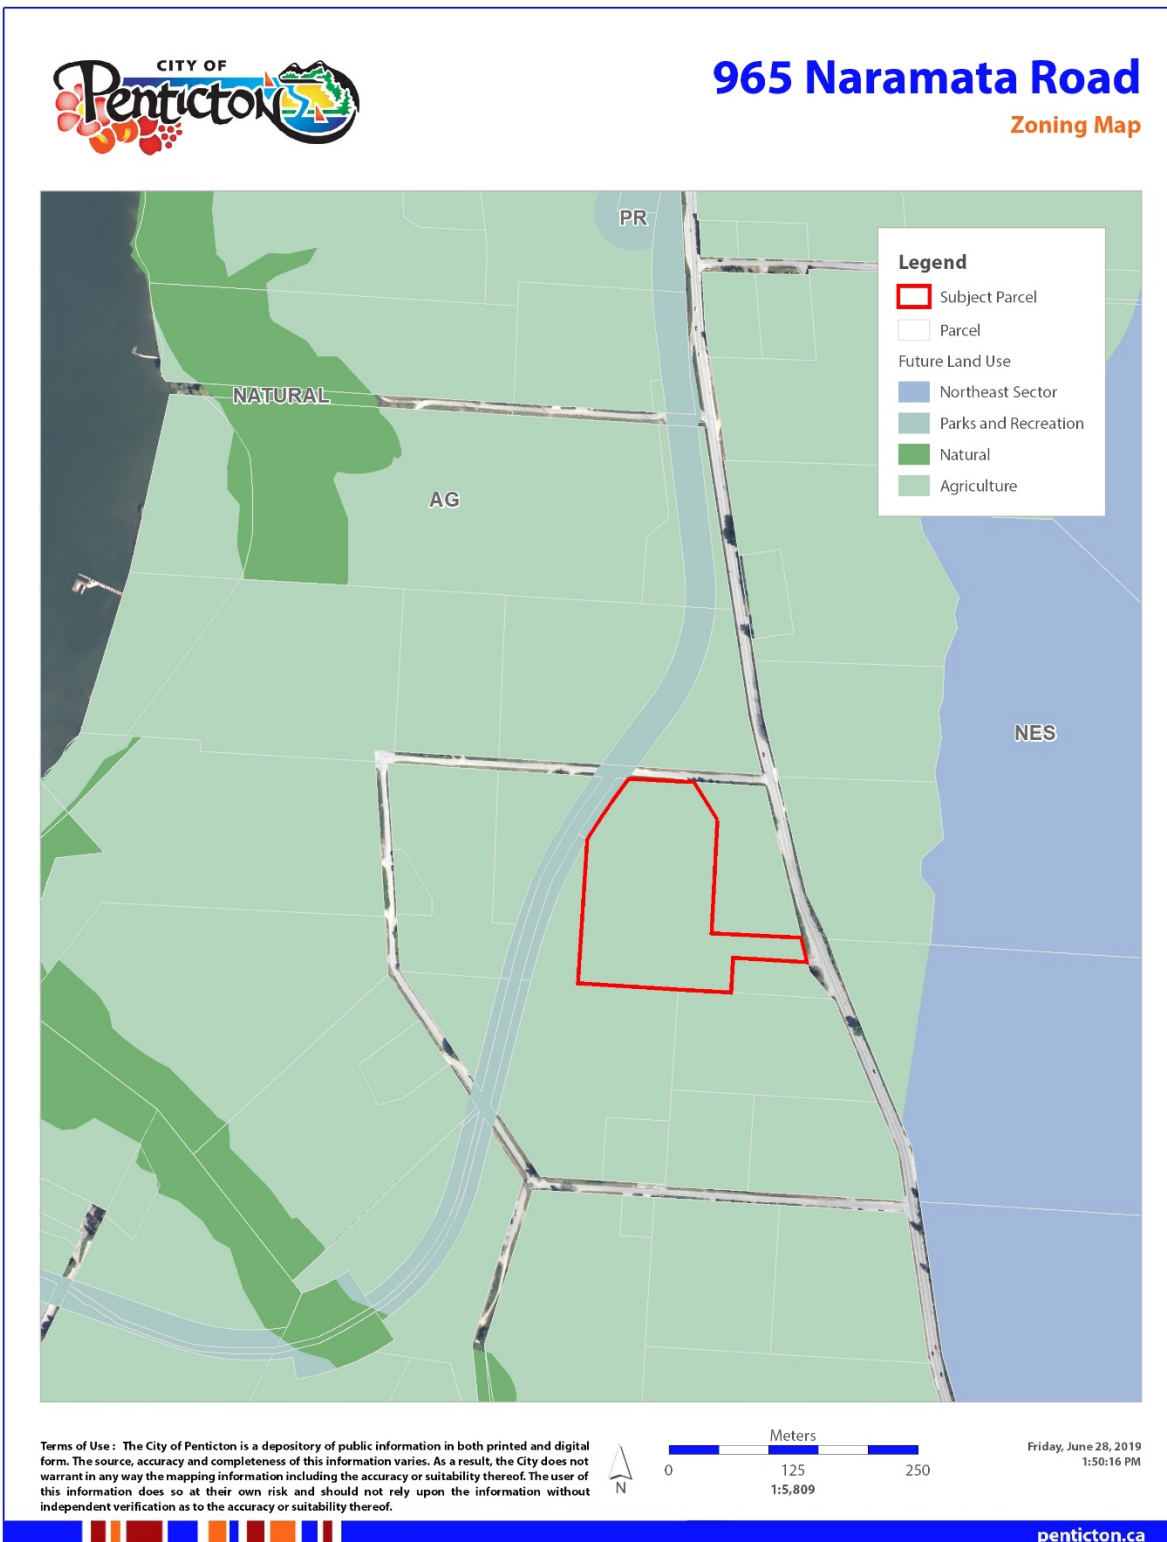 CITY OF
Penticton
965 Naramata Road
Zoning Map
PR
Legend
Subject Parcel
Parcel
Future Land Use
Northeast Sector
Parks and Recreation
Natural
Agriculture
NATURAL
AG
NES
Terms of Use : The City of Penticton is a depository of public information in both printed and digital
form. The source, accuracy and completeness of this information varies. As a result, the City does not
warrant in any way the mapping information including the accuracy or suitability thereof. The user of
this information does so at their own risk and should not rely upon the information without
independent verification as to the accuracy or suitability thereof.
N
Meters
0 125 250
1:5,809
Friday, June 28, 2019
1:50:16 PM
penticton.ca